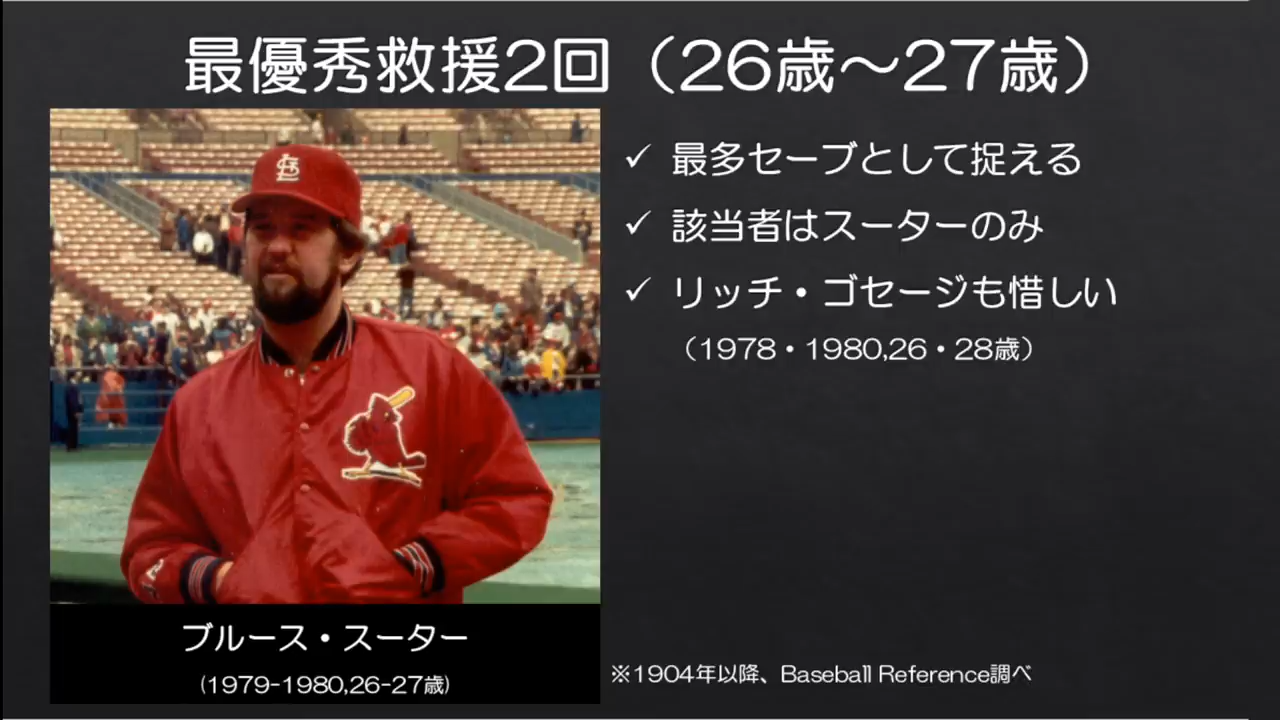 最優秀救援2回（26歳～27歳）
✓ 最多セーブとして捉える
✓ 該当者はスーターのみ
✓ リッチ・ゴセージも惜しい
（1978・1980,26・28歳）
ブルース・スーター
(1979-1980,26-27歳)
※1904年以降、Baseball Reference調べ